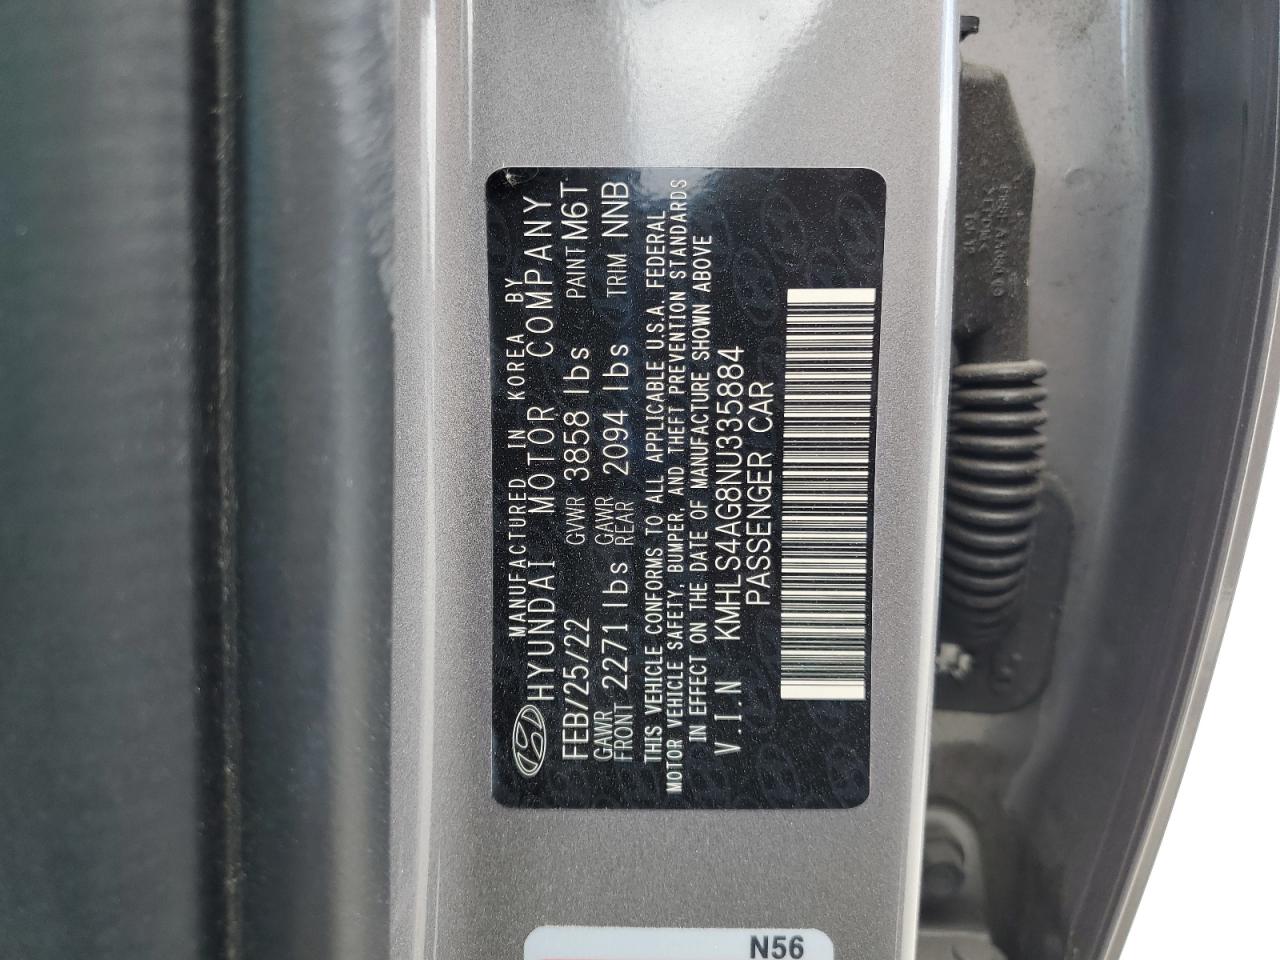 MANUFACTURED IN KOREA BY
HYUNDAI MOTOR COMPANY
FEB/25/22 GVWR 3858 lbs PAINT M6T
GAWR FRONT 2271 lbs GAWR REAR 2094 lbs TRIM NNB
THIS VEHICLE CONFORMS TO ALL APPLICABLE U.S.A. FEDERAL
MOTOR VEHICLE SAFETY, BUMPER, AND THEFT PREVENTION STANDARDS
IN EFFECT ON THE DATE OF MANUFACTURE SHOWN ABOVE
V.I.N KMHLS4AG8NU335884
PASSENGER CAR
N56